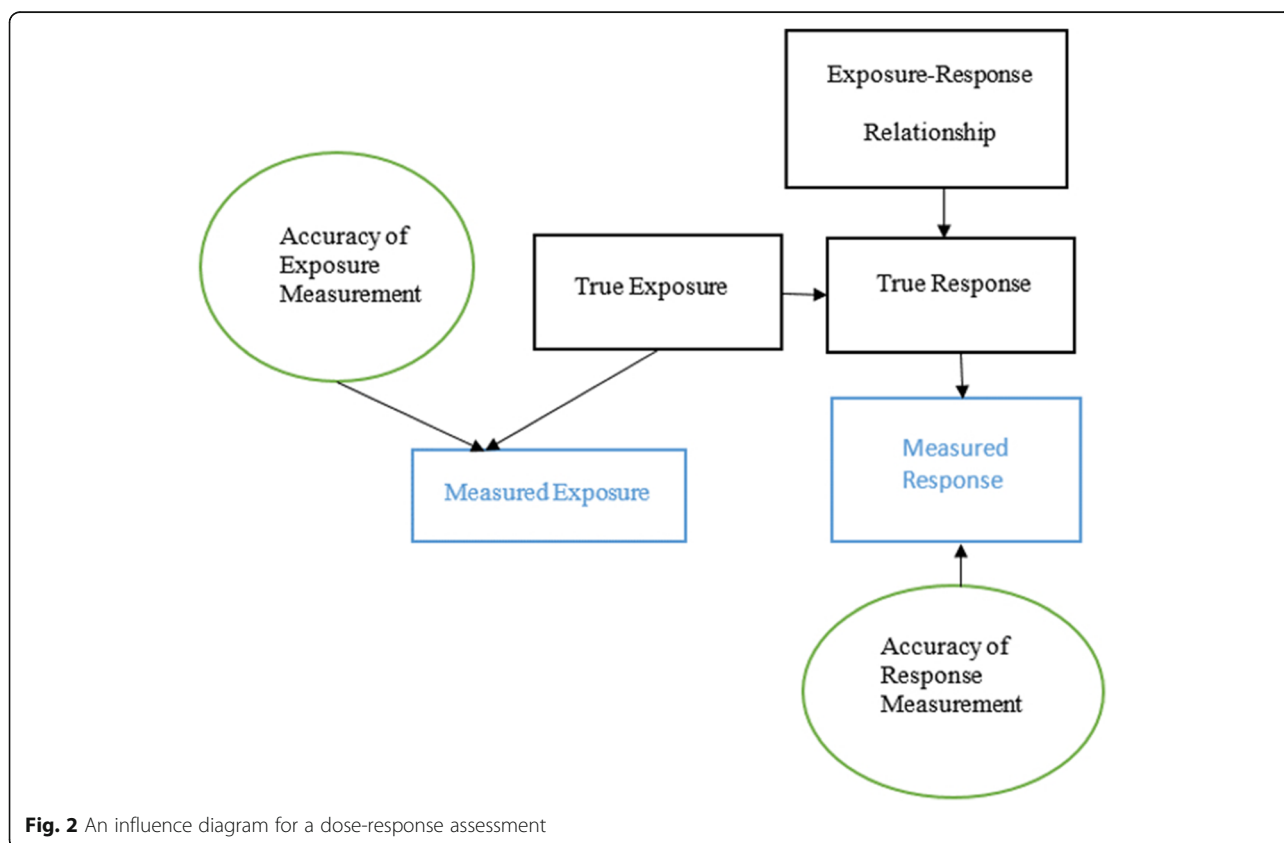 Exposure-Response
Relationship
Accuracy of
Exposure
Measurement
True Exposure
True Response
Measured Exposure
Measured
Response
Accuracy of
Response
Measurement
Fig. 2 An influence diagram for a dose-response assessment